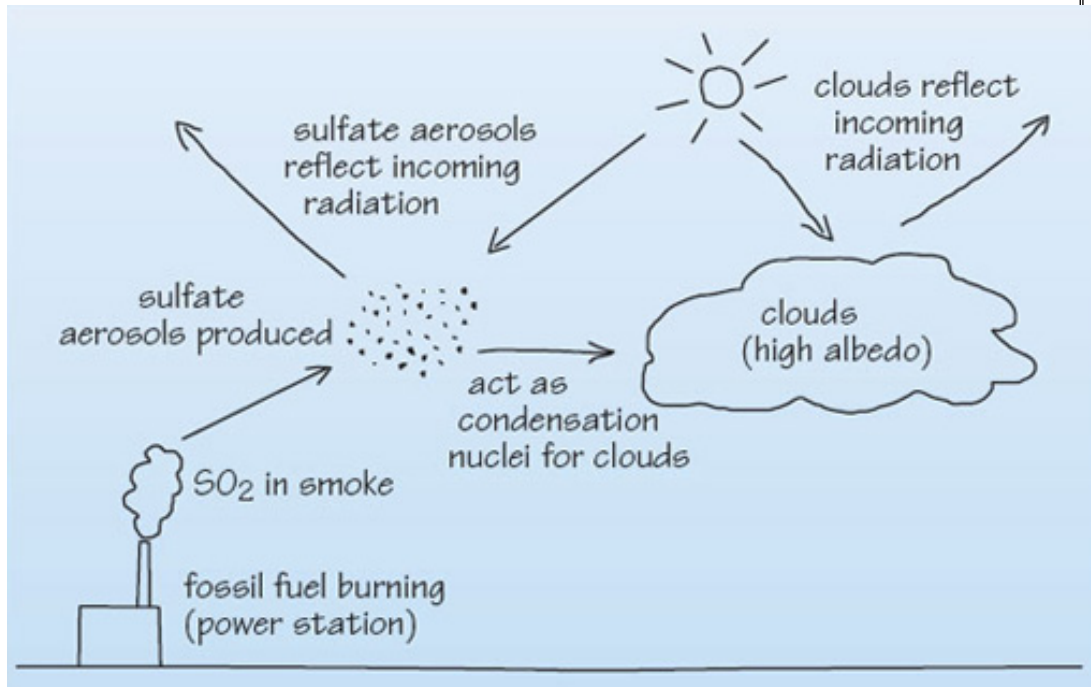 clouds reflect
incoming
radiation
sulfate aerosols
reflect incoming
radiation
sulfate
aerosols produced
clouds
(high albedo)
act as
condensation
nuclei for clouds
SO₂ in smoke
fossil fuel burning
(power station)